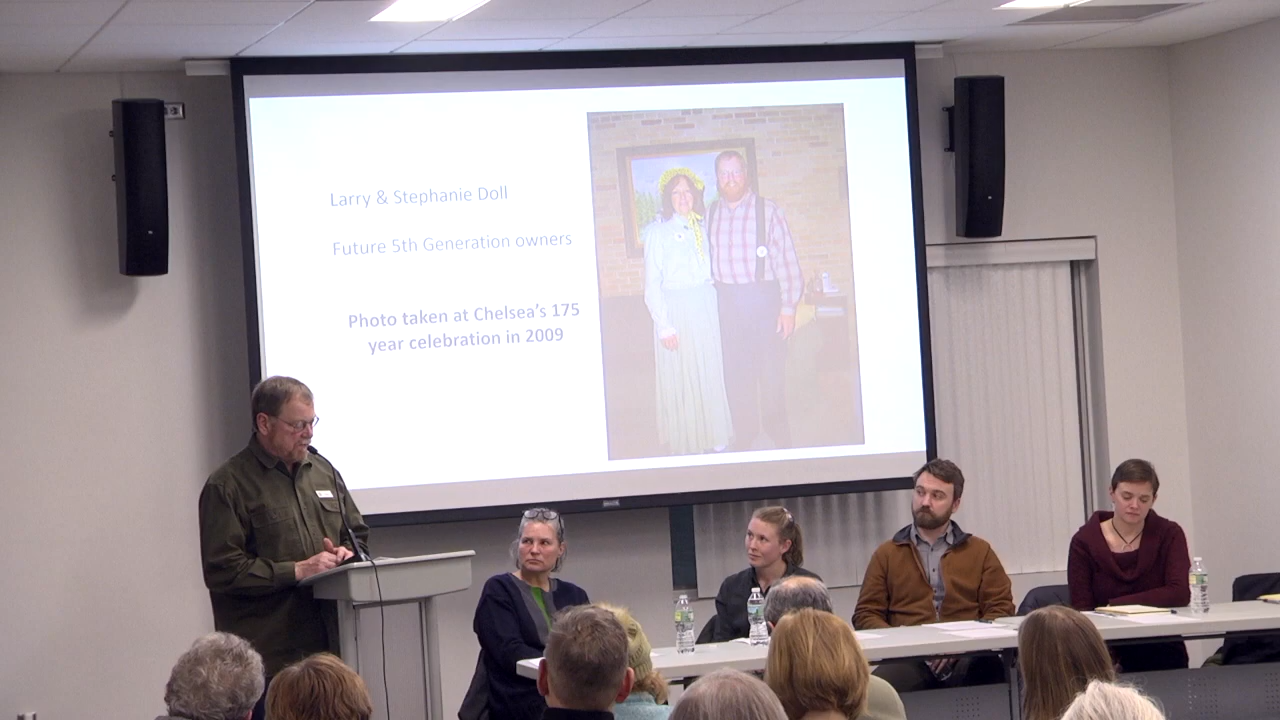 Larry & Stephanie Doll
Future 5th Generation owners
Photo taken at Chelsea's 175
year celebration in 2009